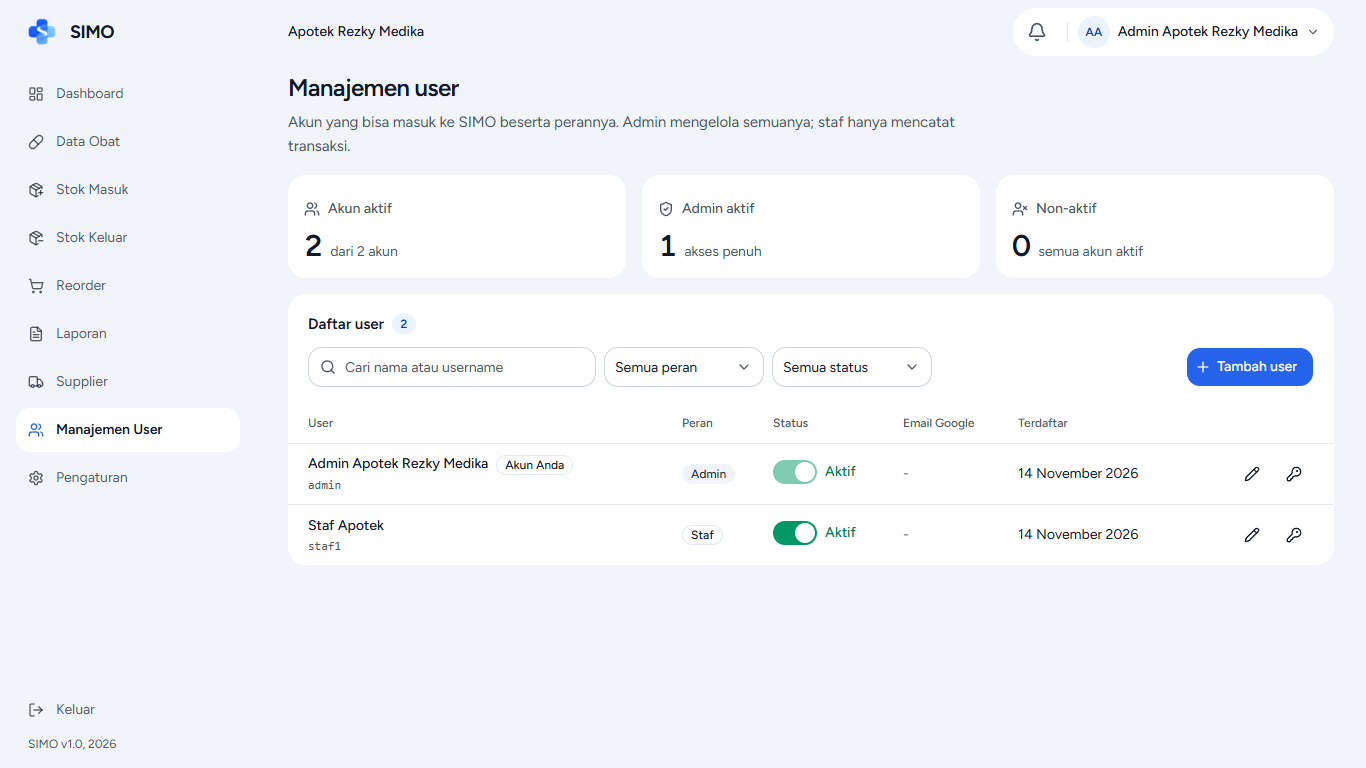 SIMO
Apotek Rezky Medika
AA Admin Apotek Rezky Medika
Dashboard
Data Obat
Stok Masuk
Stok Keluar
Reorder
Laporan
Supplier
Manajemen User
Pengaturan
Keluar
SIMO v1.0, 2026
Manajemen user
Akun yang bisa masuk ke SIMO beserta perannya. Admin mengelola semuanya; staf hanya mencatat
transaksi.
Akun aktif
2 dari 2 akun
Admin aktif
1 akses penuh
Non-aktif
0 semua akun aktif
Daftar user 2
Cari nama atau username
Semua peran
Semua status
Tambah user
User Peran Status Email Google Terdaftar
Admin Apotek Rezky Medika Akun Anda
admin
Admin Aktif - 14 November 2026
Staf Apotek
staf1
Staf Aktif - 14 November 2026